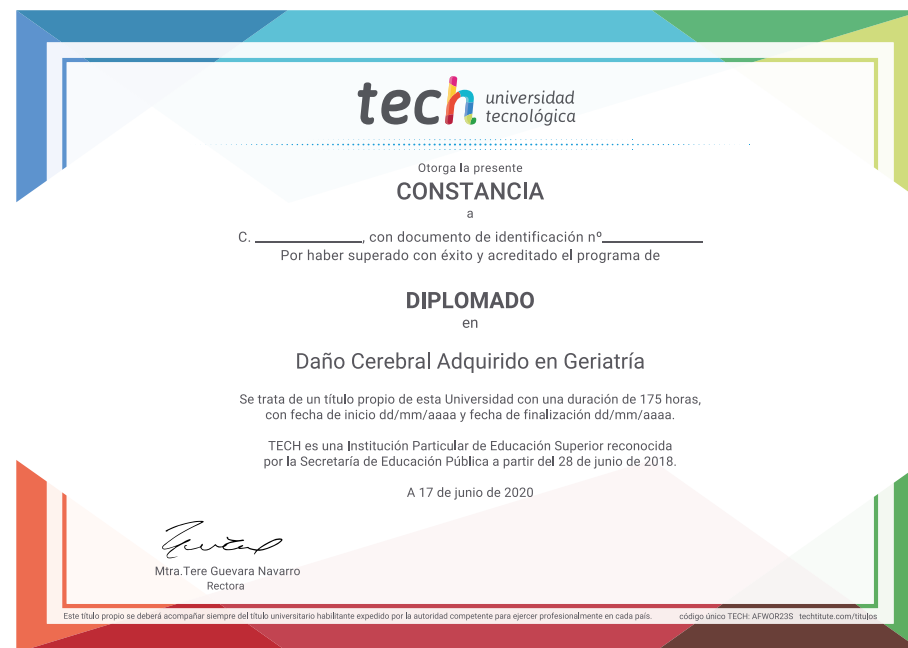 tech universidad
tecnológica
Otorga la presente
CONSTANCIA
a
C. ____________, con documento de identificación nº____________
Por haber superado con éxito y acreditado el programa de
DIPLOMADO
en
Daño Cerebral Adquirido en Geriatría
Se trata de un título propio de esta Universidad con una duración de 175 horas,
con fecha de inicio dd/mm/aaaa y fecha de finalización dd/mm/aaaa.
TECH es una Institución Particular de Educación Superior reconocida
por la Secretaría de Educación Pública a partir del 28 de junio de 2018.
A 17 de junio de 2020
Mtra.Tere Guevara Navarro
Rectora
Este título propio se deberá acompañar siempre del título universitario habilitante expedido por la autoridad competente para ejercer profesionalmente en cada país. código único TECH: AFWOR23S techtitute.com/titulos